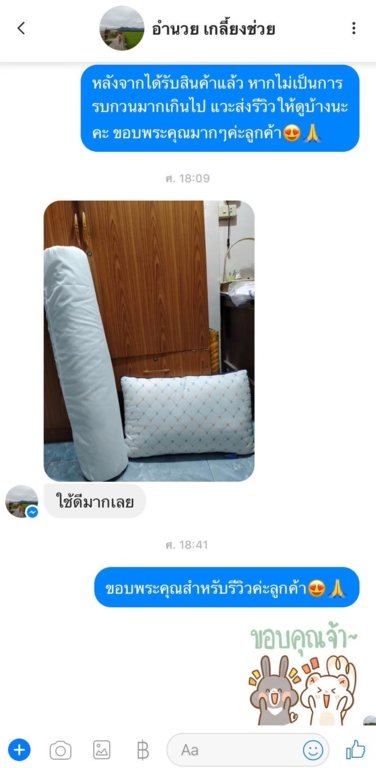 อำนวย เกลี้ยงช่วย
หลังจากได้รับสินค้าแล้ว หากไม่เป็นการ
รบกวนมากเกินไป แวะส่งรีวิว ให้ดูบ้างนะ
คะ ขอบพระคุณมากๆค่ะลูกค้า😍🙏
ศ. 18:09
ใช้ดีมากเลย
ศ. 18:41
ขอบพระคุณสำหรับรีวิวค่ะลูกค้า😍🙏
ขอบคุณจ้า~
Aa